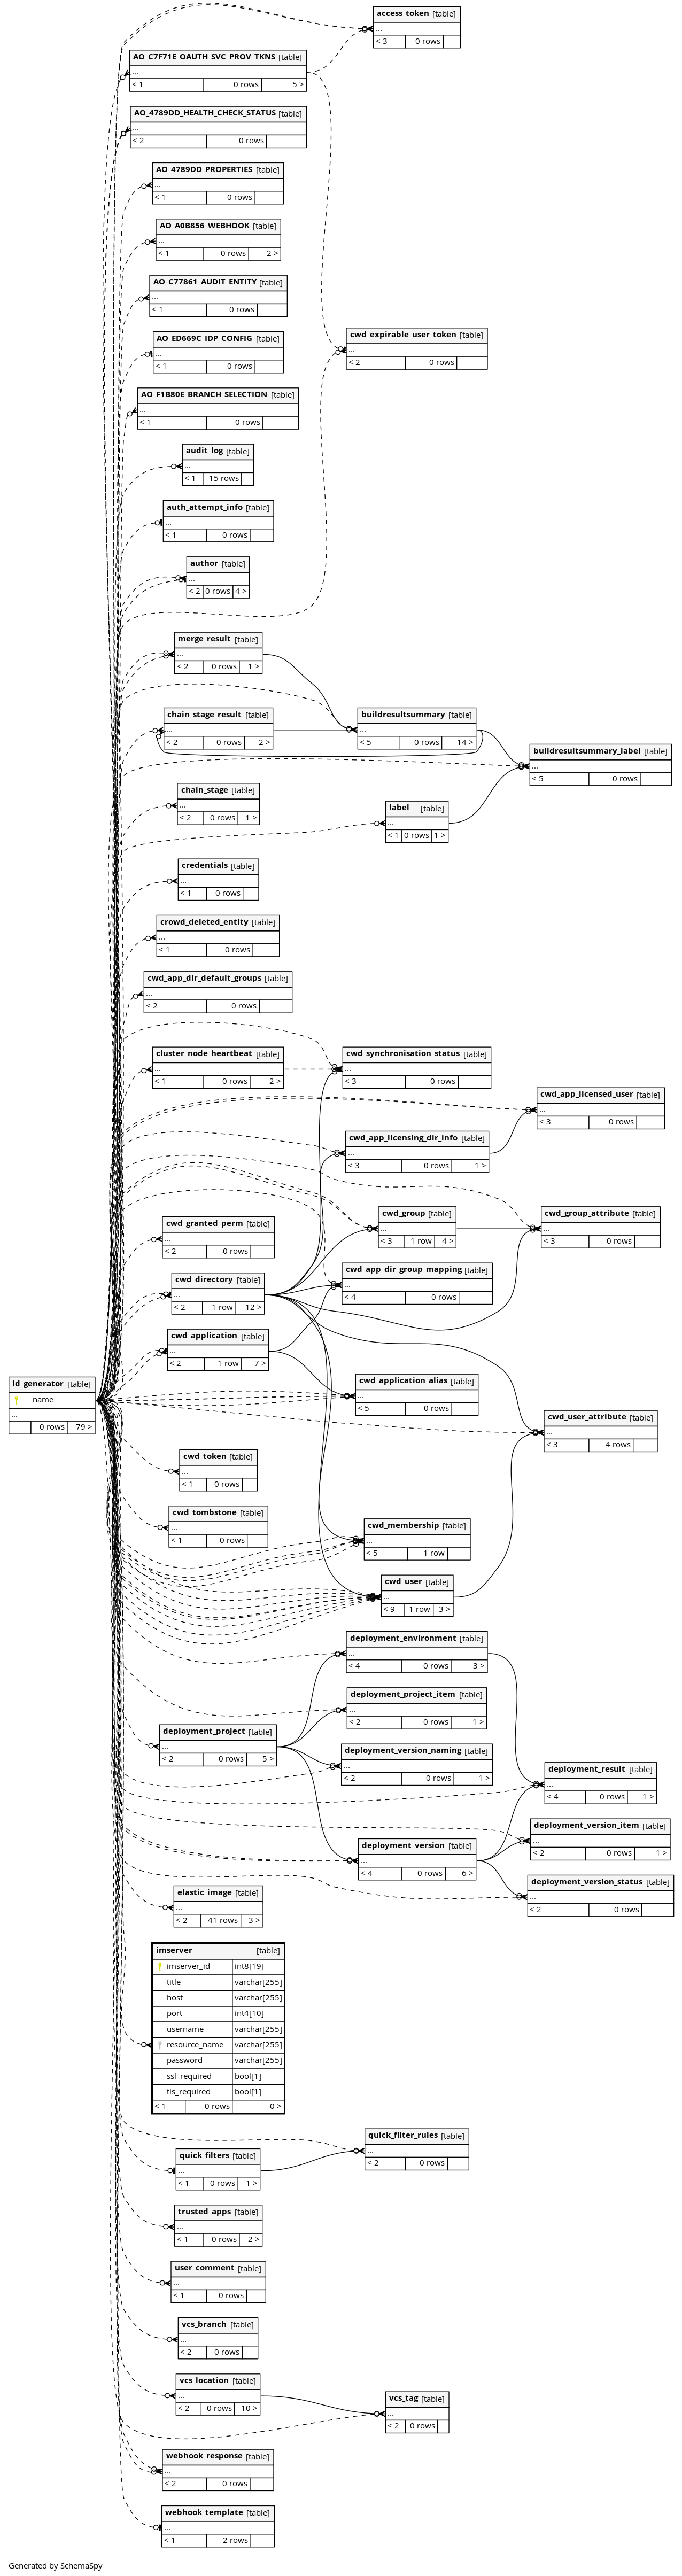 access_token [table]
...
< 3 0 rows
AO_C7F71E_OAUTH_SVC_PROV_TKNS [table]
...
< 1 0 rows 5 >
AO_4789DD_HEALTH_CHECK_STATUS [table]
...
< 2 0 rows
AO_4789DD_PROPERTIES [table]
...
< 1 0 rows
AO_A0B856_WEBHOOK [table]
...
< 1 0 rows 2 >
AO_C77861_AUDIT_ENTITY [table]
...
< 1 0 rows
AO_ED669C_IDP_CONFIG [table]
...
< 1 0 rows
cwd_expirable_user_token [table]
...
< 2 0 rows
AO_F1B80E_BRANCH_SELECTION [table]
...
< 1 0 rows
audit_log [table]
...
< 1 15 rows
auth_attempt_info [table]
...
< 1 0 rows
author [table]
...
< 2 0 rows 4 >
merge_result [table]
...
< 2 0 rows 1 >
chain_stage_result [table]
...
< 2 0 rows 2 >
buildresultsummary [table]
...
< 5 0 rows 14 >
buildresultsummary_label [table]
...
< 5 0 rows
chain_stage [table]
...
< 2 0 rows 1 >
label [table]
...
< 1 0 rows 1 >
credentials [table]
...
< 1 0 rows
crowd_deleted_entity [table]
...
< 1 0 rows
cwd_app_dir_default_groups [table]
...
< 2 0 rows
cluster_node_heartbeat [table]
...
< 1 0 rows 2 >
cwd_synchronisation_status [table]
...
< 3 0 rows
cwd_app_licensed_user [table]
...
< 3 0 rows
cwd_app_licensing_dir_info [table]
...
< 3 0 rows 1 >
cwd_granted_perm [table]
...
< 2 0 rows
cwd_group [table]
...
< 3 1 row 4 >
cwd_group_attribute [table]
...
< 3 0 rows
cwd_directory [table]
...
< 2 1 row 12 >
cwd_app_dir_group_mapping [table]
...
< 4 0 rows
cwd_application [table]
...
< 2 1 row 7 >
id_generator [table]
name
...
0 rows 79 >
cwd_application_alias [table]
...
< 5 0 rows
cwd_user_attribute [table]
...
< 3 4 rows
cwd_token [table]
...
< 1 0 rows
cwd_tombstone [table]
...
< 1 0 rows
cwd_membership [table]
...
< 5 1 row
cwd_user [table]
...
< 9 1 row 3 >
deployment_environment [table]
...
< 4 0 rows 3 >
deployment_project_item [table]
...
< 2 0 rows 1 >
deployment_project [table]
...
< 2 0 rows 5 >
deployment_version_naming [table]
...
< 2 0 rows 1 >
deployment_result [table]
...
< 4 0 rows 1 >
deployment_version_item [table]
...
< 2 0 rows 1 >
deployment_version [table]
...
< 4 0 rows 6 >
deployment_version_status [table]
...
< 2 0 rows
elastic_image [table]
...
< 2 41 rows 3 >
imserver [table]
imserver_id int8[19]
title varchar[255]
host varchar[255]
port int4[10]
username varchar[255]
resource_name varchar[255]
password varchar[255]
ssl_required bool[1]
tls_required bool[1]
< 1 0 rows 0 >
quick_filter_rules [table]
...
< 2 0 rows
quick_filters [table]
...
< 1 0 rows 1 >
trusted_apps [table]
...
< 1 0 rows 2 >
user_comment [table]
...
< 1 0 rows
vcs_branch [table]
...
< 2 0 rows
vcs_location [table]
...
< 2 0 rows 10 >
vcs_tag [table]
...
< 2 0 rows
webhook_response [table]
...
< 2 0 rows
webhook_template [table]
...
< 1 2 rows
Generated by SchemaSpy